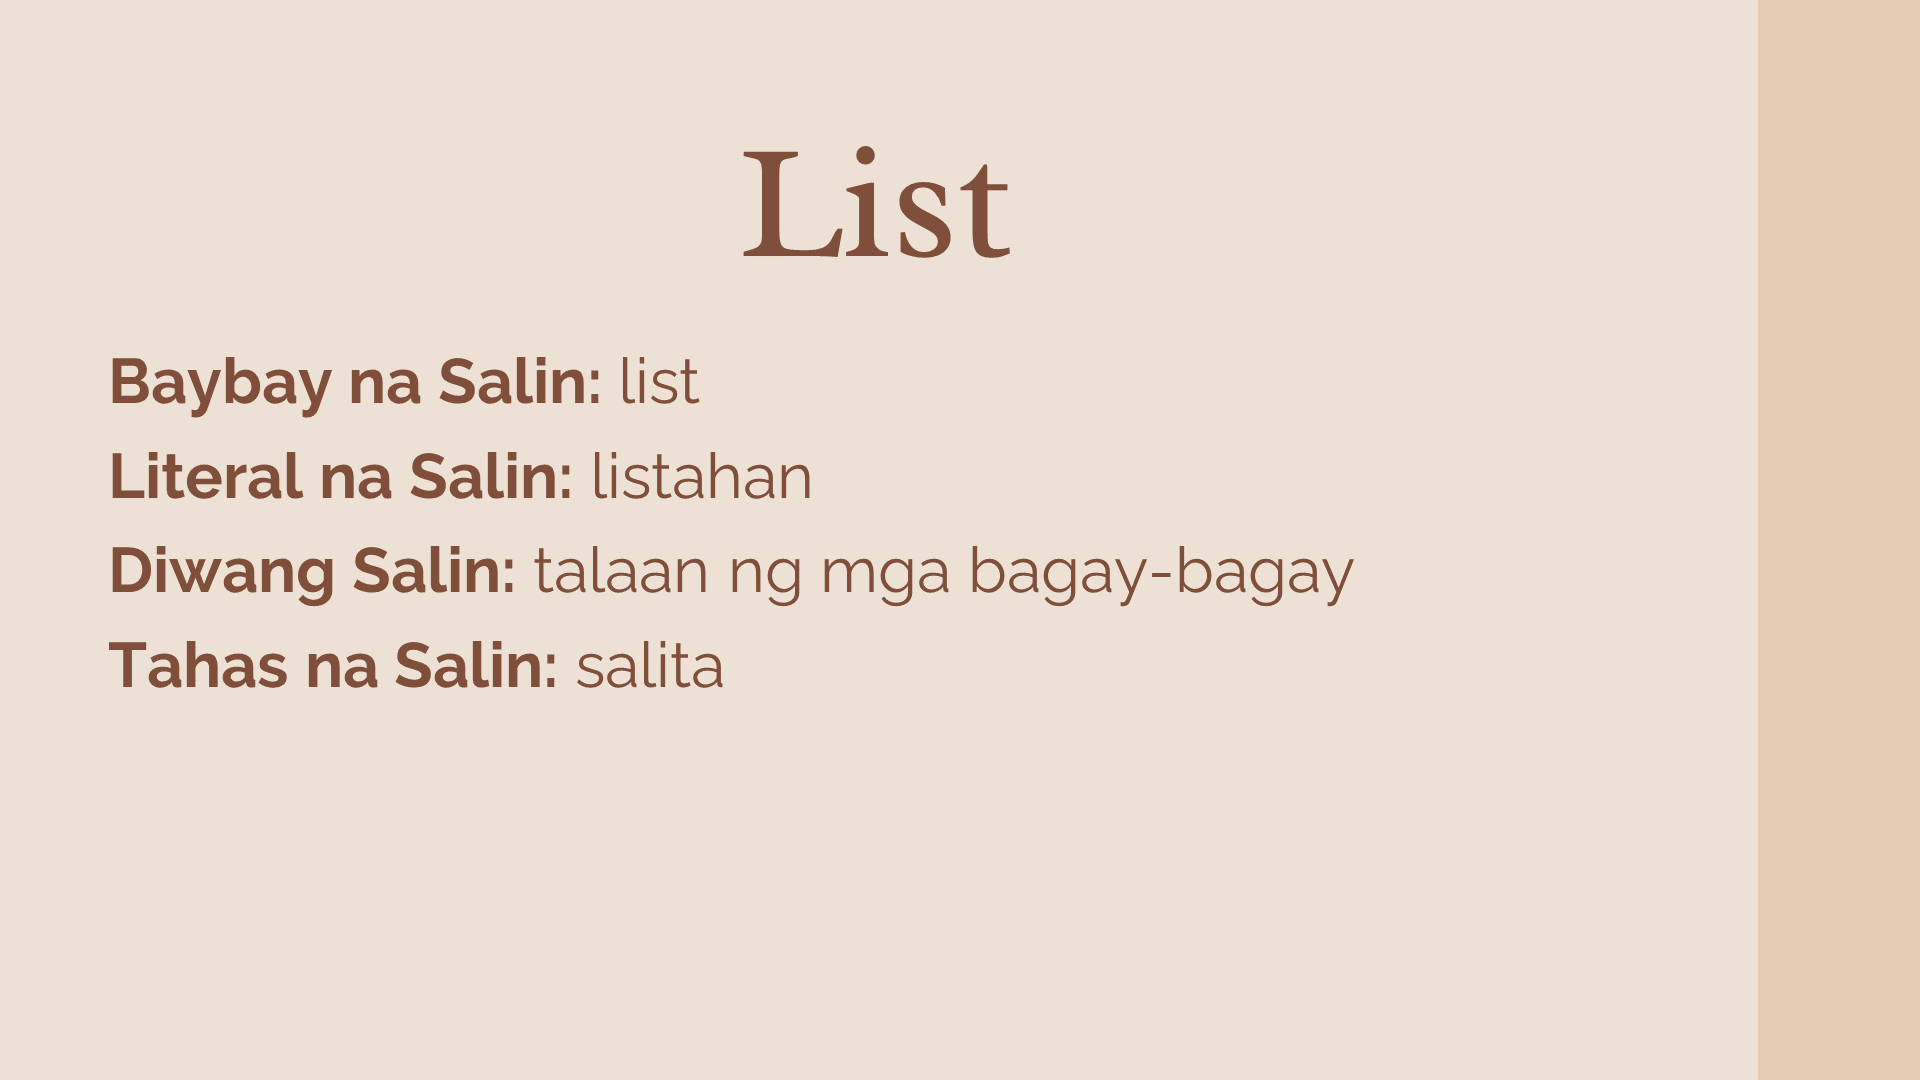 List
Baybay na Salin: list
Literal na Salin: listahan
Diwang Salin: talaan ng mga bagay-bagay
Tahas na Salin: salita